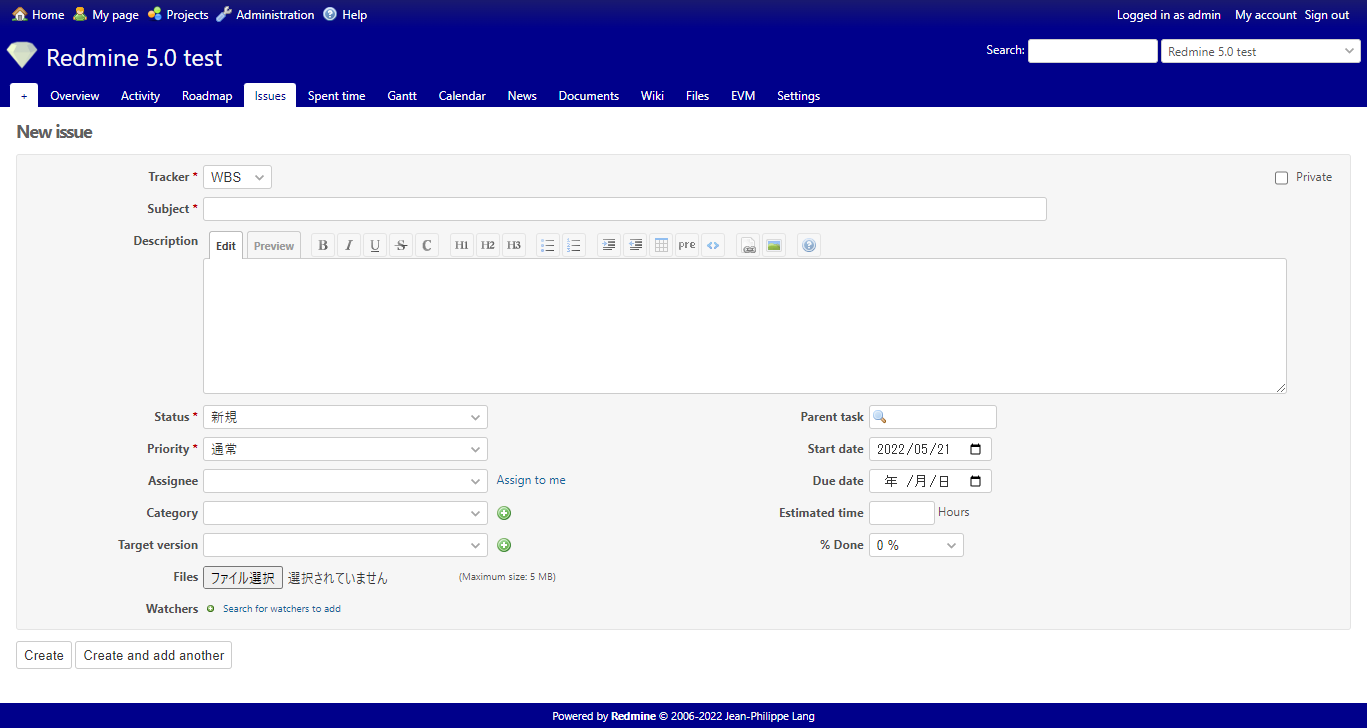 Home My page Projects Administration Help Logged in as admin My account Sign out
Redmine 5.0 test Search: Redmine 5.0 test
+ Overview Activity Roadmap Issues Spent time Gantt Calendar News Documents Wiki Files EVM Settings
New issue
Tracker * WBS Private
Subject *
Description Edit Preview B I U S C H1 H2 H3 pre <>
Status * 新規 Parent task
Priority * 通常 Start date 2022/05/21
Assignee Assign to me Due date 年 /月/日
Category Estimated time Hours
Target version % Done 0 %
Files ファイル選択 選択されていません (Maximum size: 5 MB)
Watchers Search for watchers to add
Create Create and add another
Powered by Redmine © 2006-2022 Jean-Philippe Lang